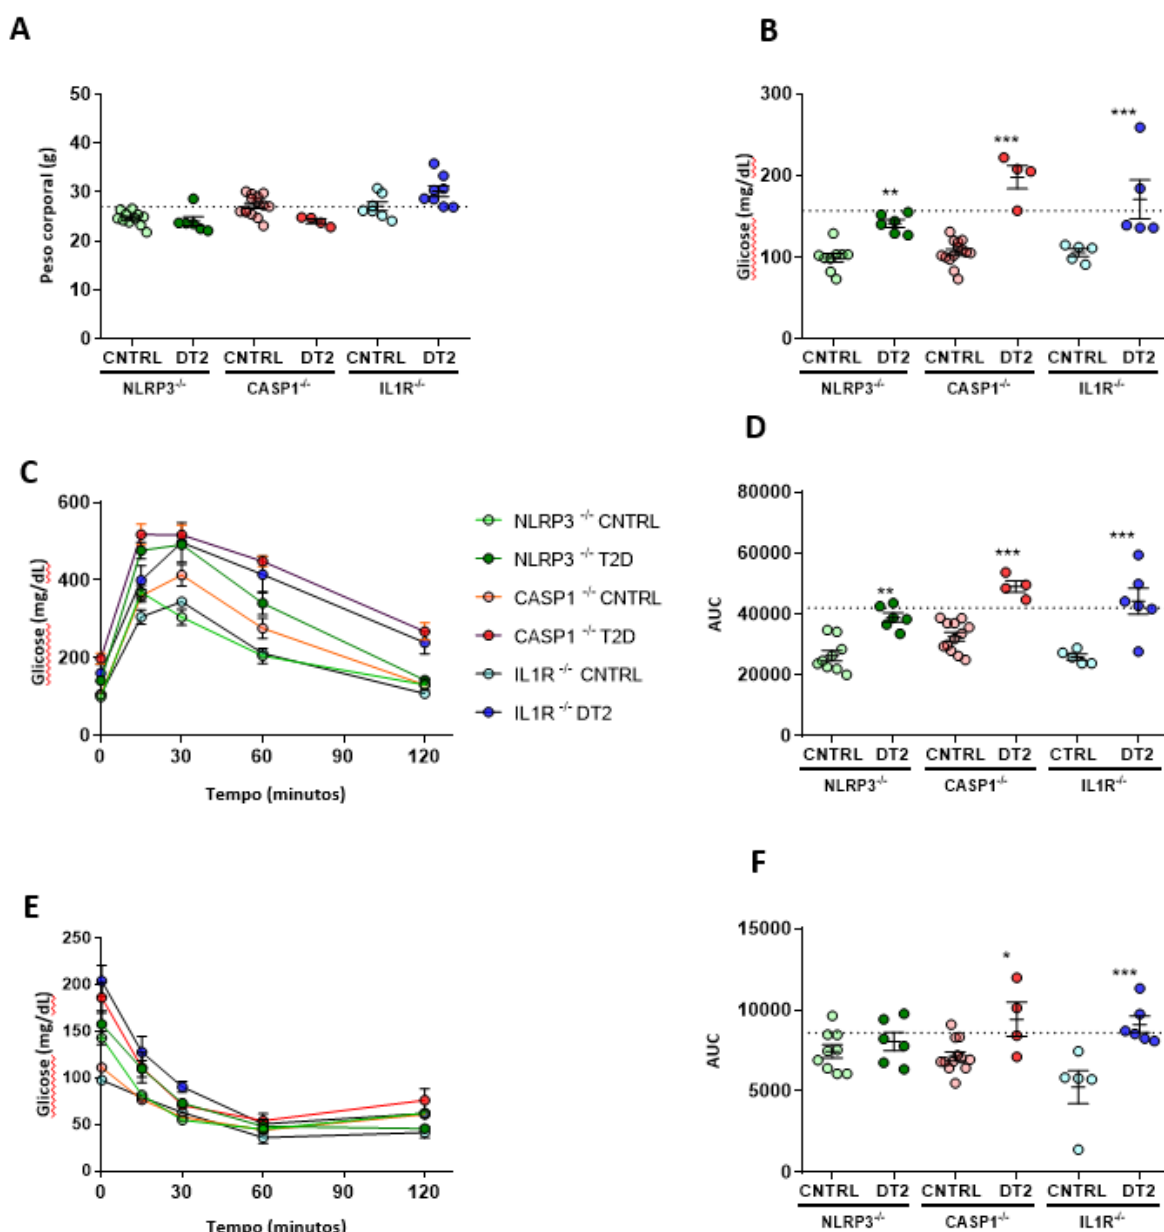 A
Peso corporal (g)
50
40
30
20
10
0
CNTRL DT2 CNTRL DT2 CNTRL DT2
NLRP3-/- CASP1-/- IL1R-/-
B
Glicose (mg/dL)
300
200
100
0
** *** ***
CNTRL DT2 CNTRL DT2 CNTRL DT2
NLRP3-/- CASP1-/- IL1R-/-
C
Glicose (mg/dL)
600
400
200
0
0 30 60 90 120
Tempo (minutos)
NLRP3 -/- CNTRL
NLRP3 -/- T2D
CASP1 -/- CNTRL
CASP1 -/- T2D
IL1R -/- CNTRL
IL1R -/- DT2
D
AUC
80000
60000
40000
20000
0
** *** ***
CNTRL DT2 CNTRL DT2 CTRL DT2
NLRP3-/- CASP1-/- IL1R-/-
E
Glicose (mg/dL)
250
200
150
100
50
0
0 30 60 90 120
Tempo (minutos)
F
AUC
15000
10000
5000
0
* ***
CNTRL DT2 CNTRL DT2 CNTRL DT2
NLRP3-/- CASP1-/- IL1R-/-